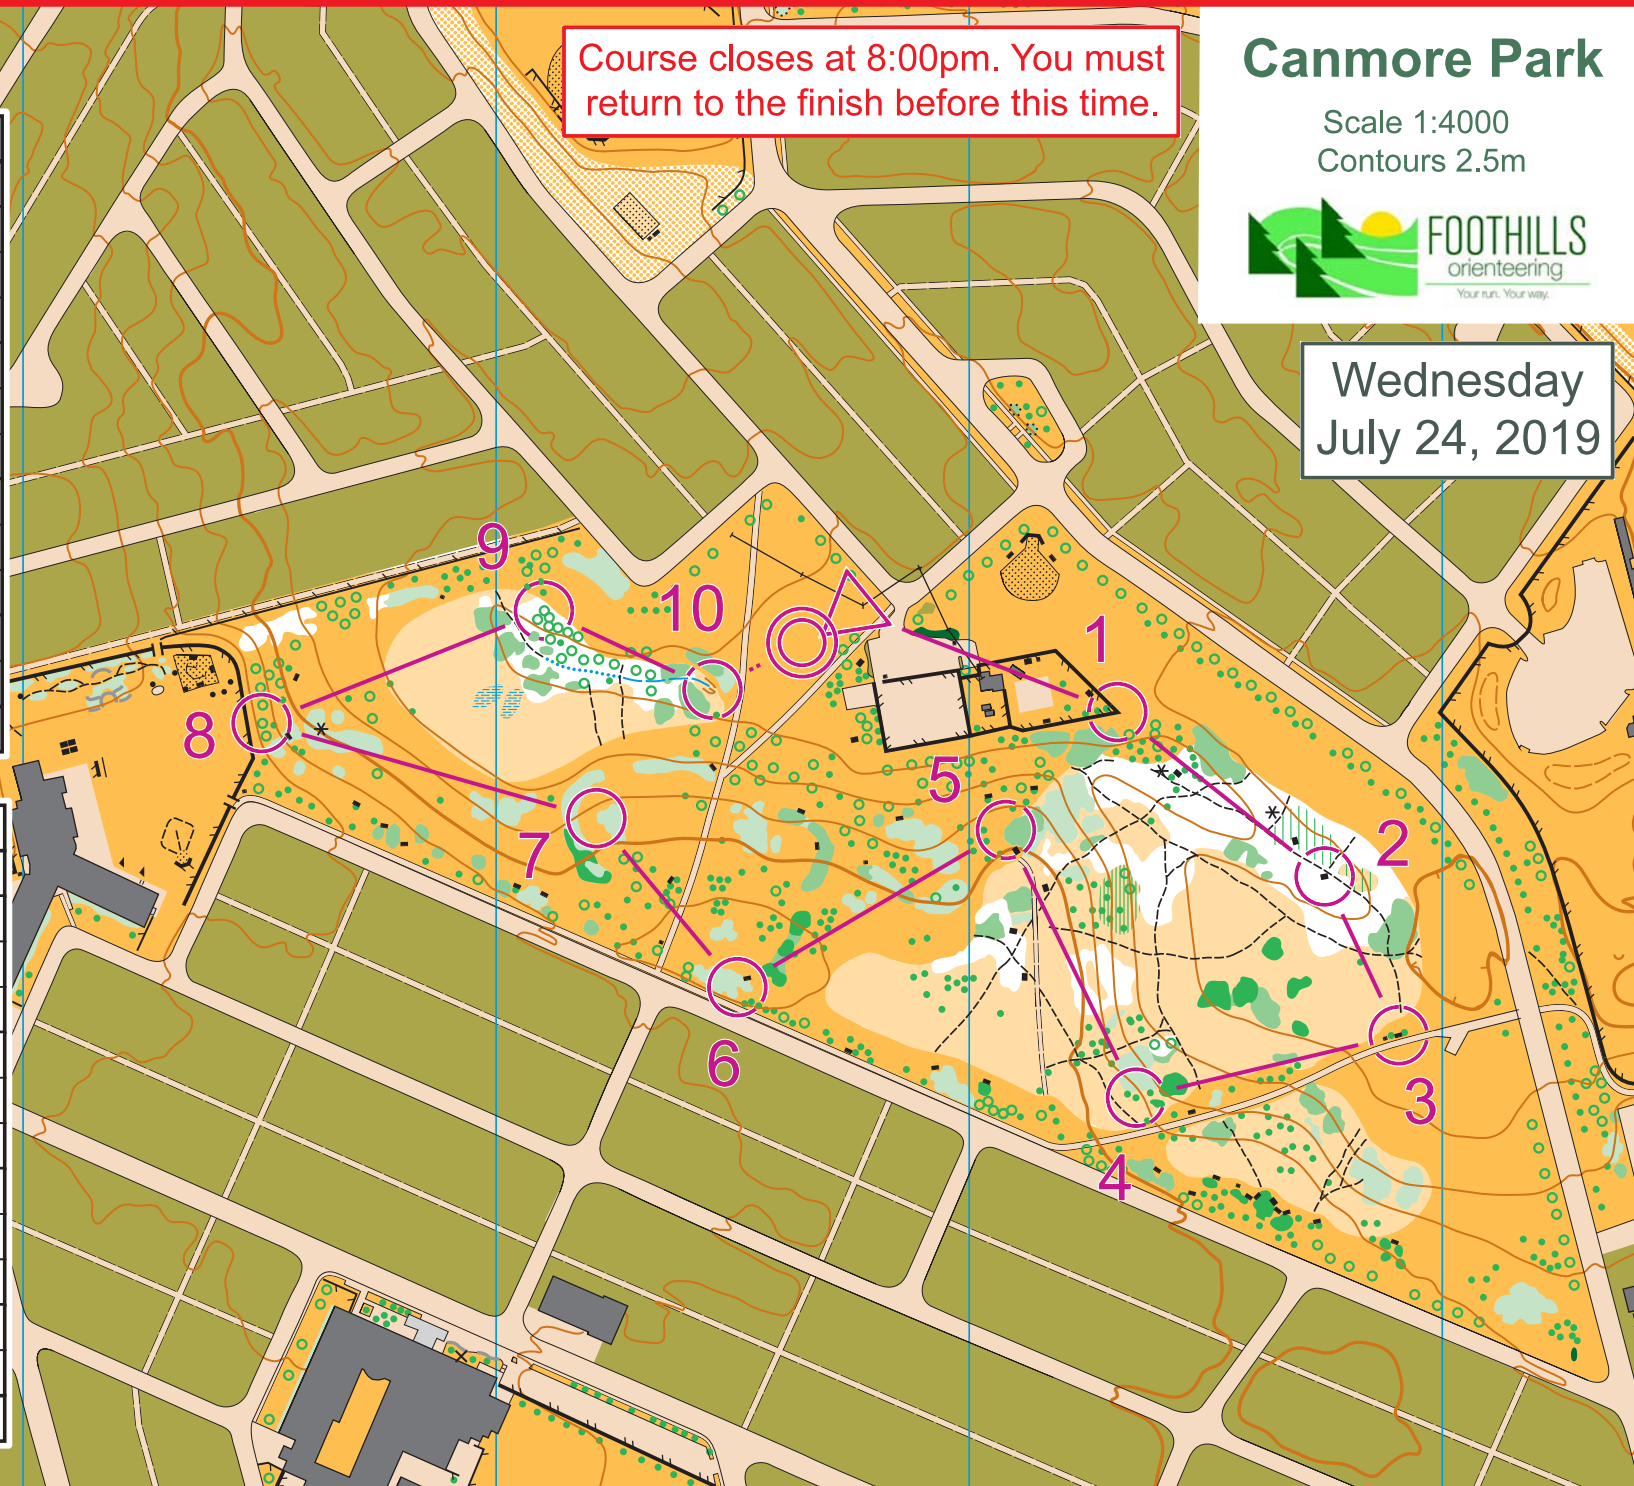 Course closes at 8:00pm. You must
return to the finish before this time.
Canmore Park
Scale 1:4000
Contours 2.5m
FOOTHILLS
orienteering
Your run. Your way.
Wednesday
July 24, 2019
9
10
1
8
5
7
2
6
3
4